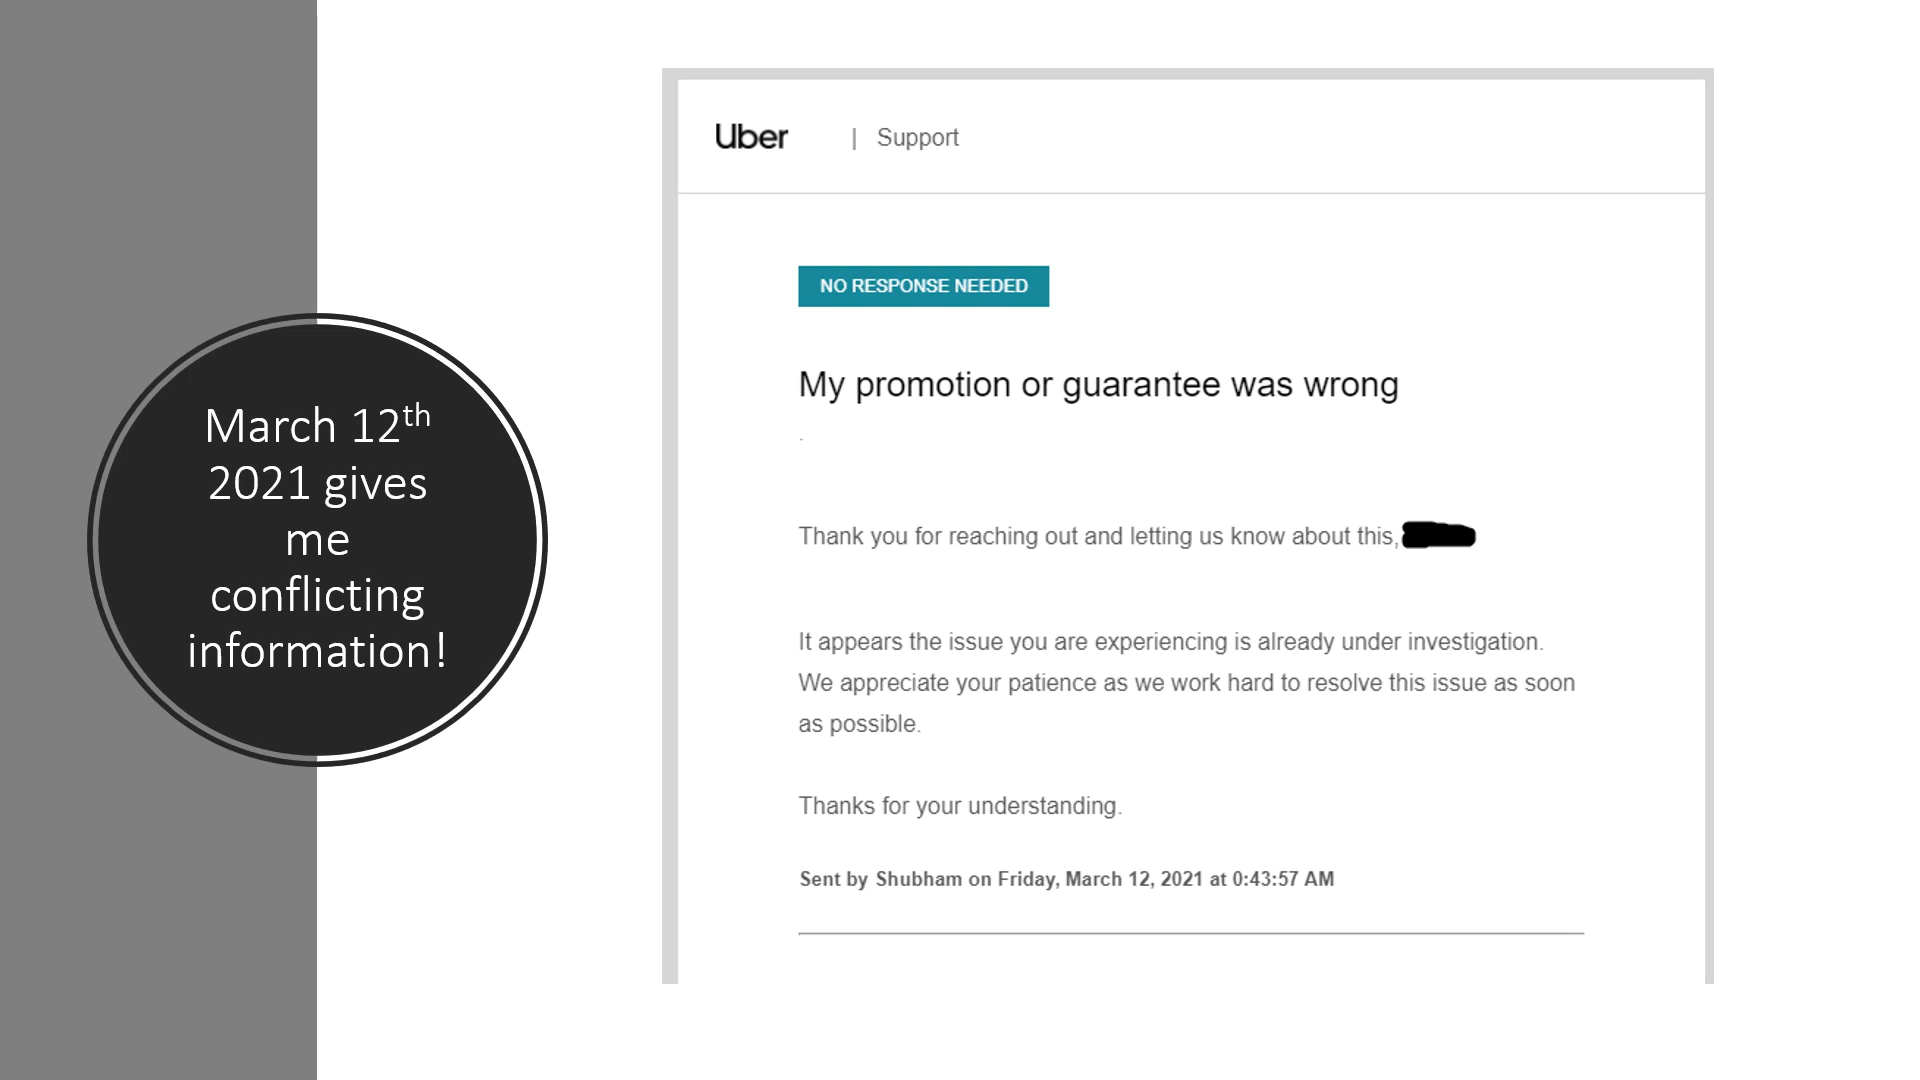 March 12th
2021 gives
me
conflicting
information!
Uber | Support
NO RESPONSE NEEDED
My promotion or guarantee was wrong
.
Thank you for reaching out and letting us know about this,
It appears the issue you are experiencing is already under investigation.
We appreciate your patience as we work hard to resolve this issue as soon
as possible.
Thanks for your understanding.
Sent by Shubham on Friday, March 12, 2021 at 0:43:57 AM